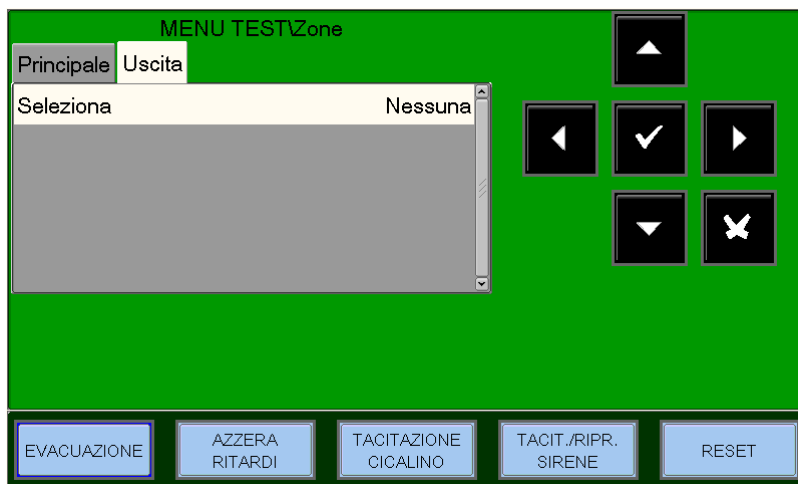 MENU TEST\Zone
Principale Uscita
Seleziona Nessuna
EVACUAZIONE
AZZERA
RITARDI
TACITAZIONE
CICALINO
TACIT./RIPR.
SIRENE
RESET